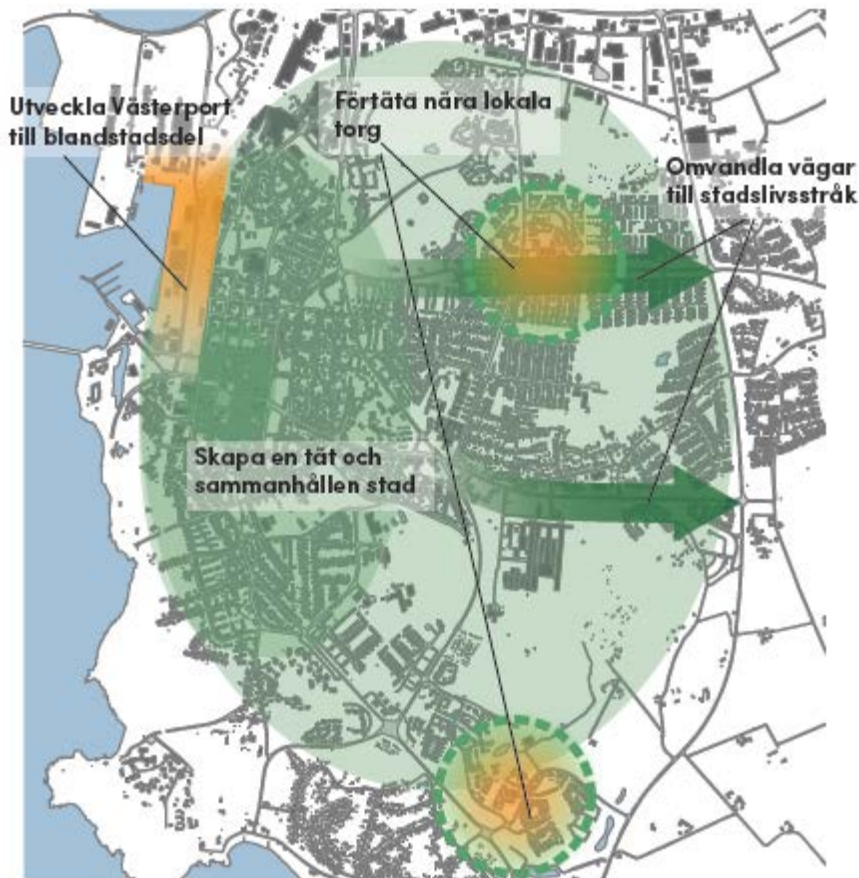 Utveckla Västerport
till blandstadsdel
Förtäta nära lokala
torg
Omvandla vägar
till stadslivsstråk
Skapa en tät och
sammanhållen stad